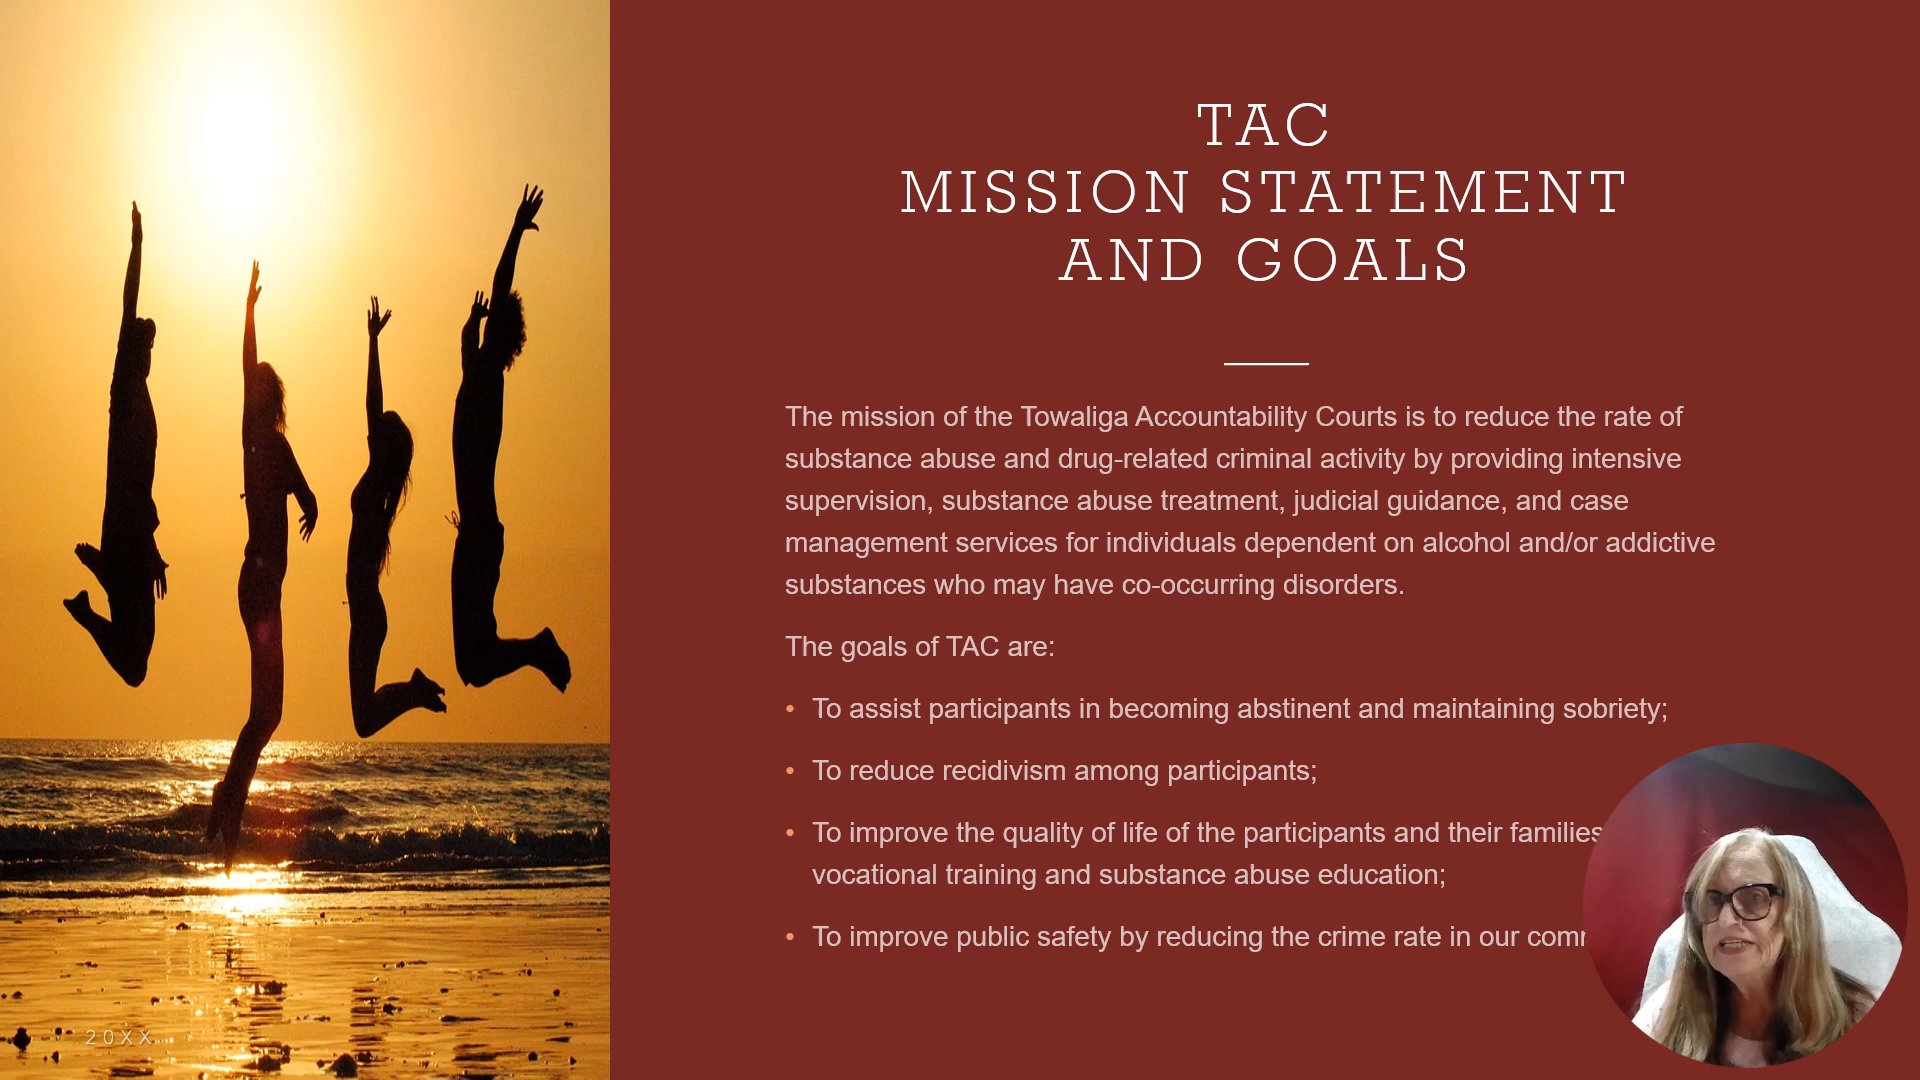 TAC
MISSION STATEMENT
AND GOALS
The mission of the Towaliga Accountability Courts is to reduce the rate of
substance abuse and drug-related criminal activity by providing intensive
supervision, substance abuse treatment, judicial guidance, and case
management services for individuals dependent on alcohol and/or addictive
substances who may have co-occurring disorders.
The goals of TAC are:
• To assist participants in becoming abstinent and maintaining sobriety;
• To reduce recidivism among participants;
• To improve the quality of life of the participants and their families
vocational training and substance abuse education;
• To improve public safety by reducing the crime rate in our
20XX